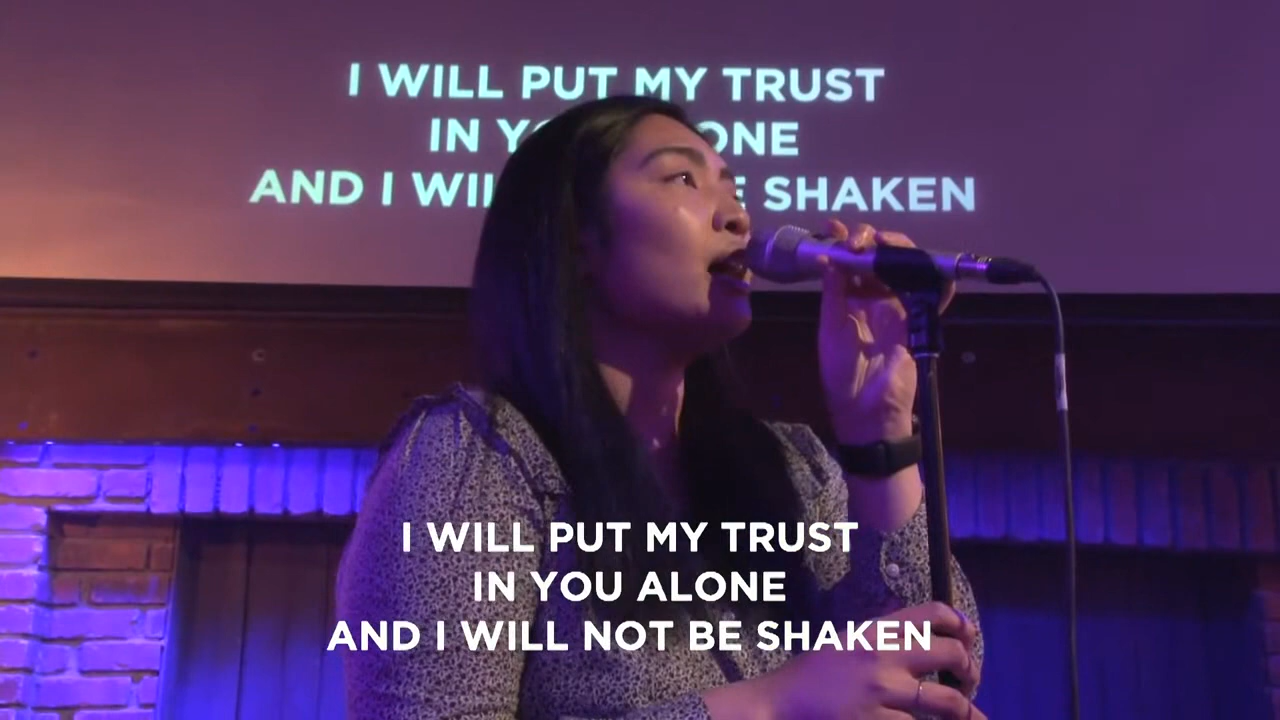 I WILL PUT MY TRUST
IN ONE
AND I SHAKEN
I WILL PUT MY TRUST
IN YOU ALONE
AND I WILL NOT BE SHAKEN